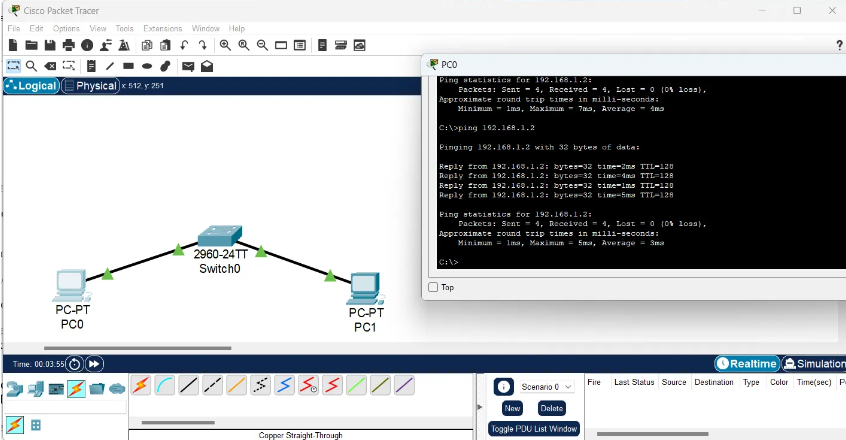 Cisco Packet Tracer
File Edit Options View Tools Extensions Window Help
?
Logical Physical x: 512, y: 251
PC0
Ping statistics for 192.168.1.2:
Packets: Sent = 4, Received = 4, Lost = 0 (0% loss),
Approximate round trip times in milli-seconds:
Minimum = 1ms, Maximum = 7ms, Average = 4ms
C:\>ping 192.168.1.2
Pinging 192.168.1.2 with 32 bytes of data:
Reply from 192.168.1.2: bytes=32 time=2ms TTL=128
Reply from 192.168.1.2: bytes=32 time=4ms TTL=128
Reply from 192.168.1.2: bytes=32 time=1ms TTL=128
Reply from 192.168.1.2: bytes=32 time=5ms TTL=128
Ping statistics for 192.168.1.2:
Packets: Sent = 4, Received = 4, Lost = 0 (0% loss),
Approximate round trip times in milli-seconds:
Minimum = 1ms, Maximum = 5ms, Average = 3ms
C:\>
Top
2960-24TT
Switch0
PC-PT
PC0
PC-PT
PC1
Time: 00:03:55
Realtime Simulation
Scenario 0
New Delete
Toggle PDU List Window
Fire Last Status Source Destination Type Color Time(sec)
Copper Straight-Through